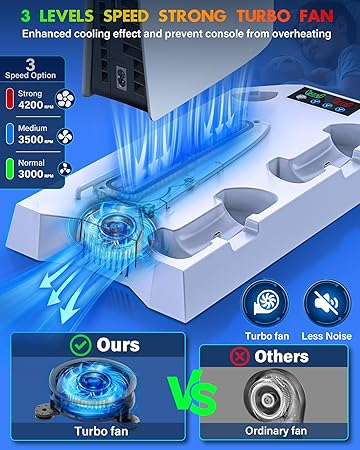 3 LEVELS SPEED STRONG TURBO FAN
Enhanced cooling effect and prevent console from overheating
3
Speed Option
Strong
4200 RPM
Medium
3500 RPM
Normal
3000 RPM
Turbo fan
Less Noise
Ours
VS
Others
Turbo fan
Ordinary fan